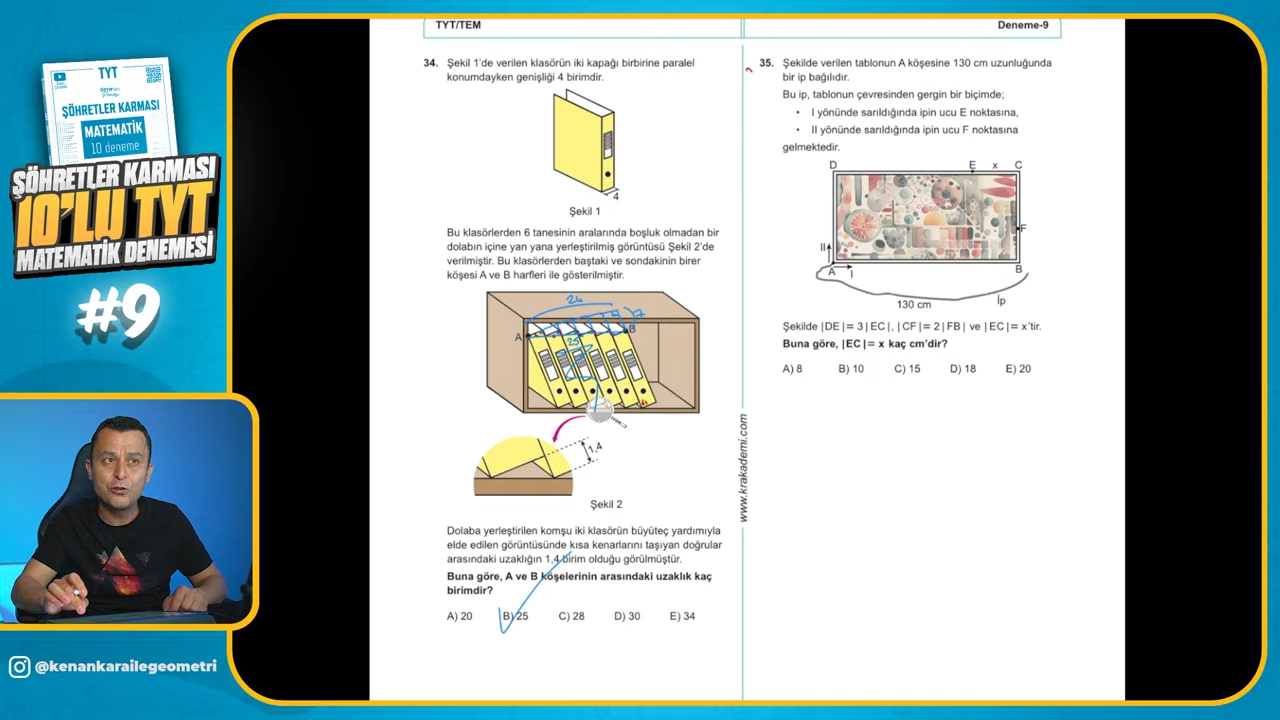 TYT
ŞÖHRETLER KARMASI
MATEMATİK
10 deneme
ŞÖHRETLER KARMASI
10'LU TYT
MATEMATİK DENEMESİ
#9
@kenankarailegeometri
TYT/TEM
Deneme-9
34. Şekil 1'de verilen klasörün iki kapağı birbirine paralel
konumdayken genişliği 4 birimdir.
4
Şekil 1
Bu klasörlerden 6 tanesinin aralarında boşluk olmadan bir
dolabın içine yan yana yerleştirilmiş görüntüsü Şekil 2'de
verilmiştir. Bu klasörlerden baştaki ve sondakinin birer
köşesi A ve B harfleri ile gösterilmiştir.
24
7
A
B
25
1,4
Şekil 2
Dolaba yerleştirilen komşu iki klasörün büyüteç yardımıyla
elde edilen görüntüsünde kısa kenarlarını taşıyan doğrular
arasındaki uzaklığın 1,4 birim olduğu görülmüştür.
Buna göre, A ve B köşelerinin arasındaki uzaklık kaç
birimdir?
A) 20 B) 25 C) 28 D) 30 E) 34
www.krakademi.com
35. Şekilde verilen tablonun A köşesine 130 cm uzunluğunda
bir ip bağlıdır.
Bu ip, tablonun çevresinden gergin bir biçimde;
• I yönünde sarıldığında ipin ucu E noktasına,
• II yönünde sarıldığında ipin ucu F noktasına
gelmektedir.
D E x C
F
II
A I B
130 cm İp
Şekilde |DE| = 3|EC|, |CF| = 2|FB| ve |EC| = x'tir.
Buna göre, |EC| = x kaç cm'dir?
A) 8 B) 10 C) 15 D) 18 E) 20